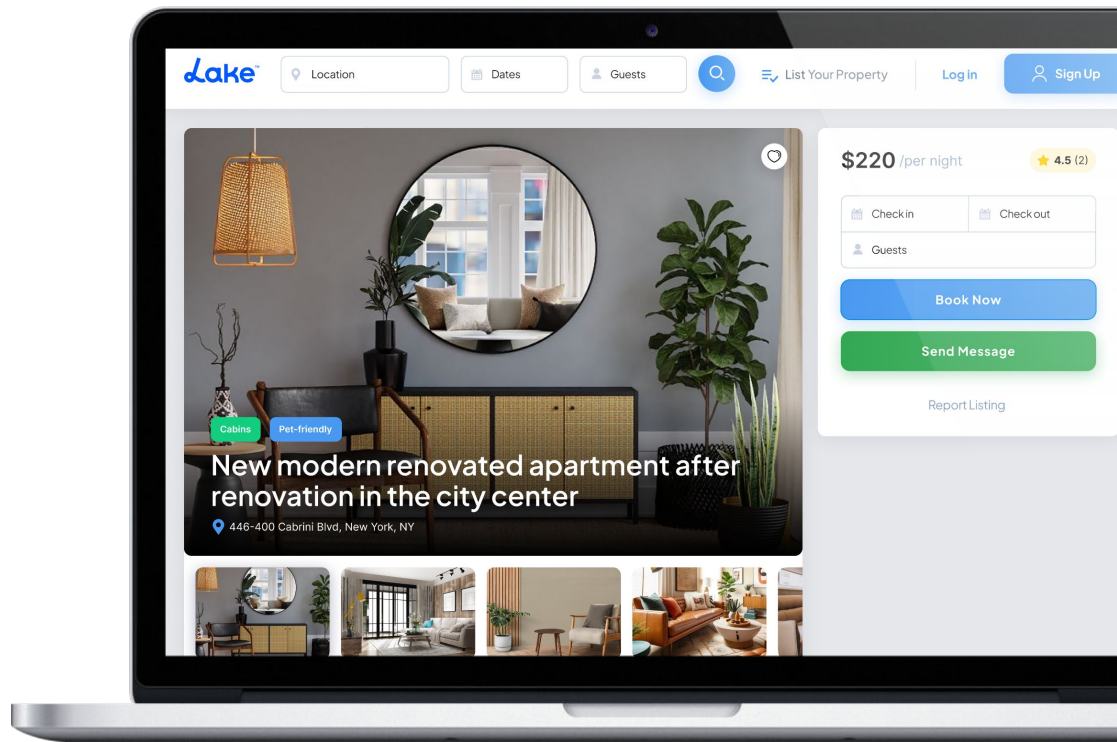 Lake™
Location
Dates
Guests
List Your Property
Log in
Sign Up
$220 /per night
4.5 (2)
Check in
Check out
Guests
Book Now
Send Message
Report Listing
Cabins
Pet-friendly
New modern renovated apartment after
renovation in the city center
446-400 Cabrini Blvd, New York, NY